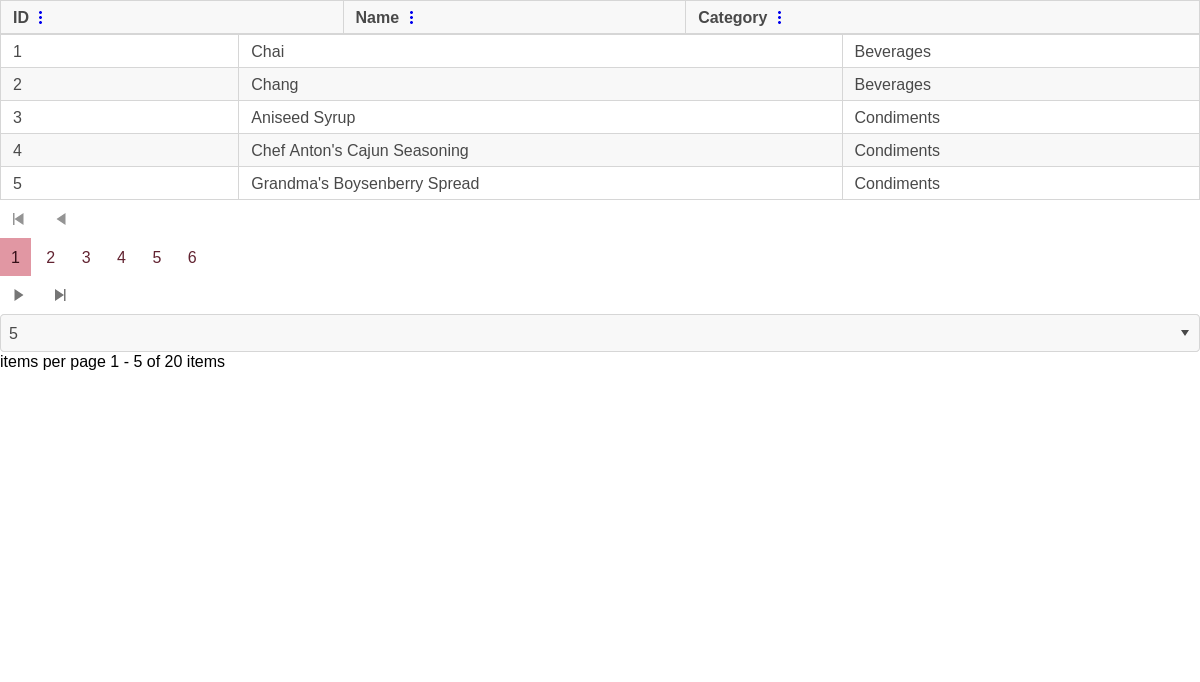 ID Name Category
1 Chai Beverages
2 Chang Beverages
3 Aniseed Syrup Condiments
4 Chef Anton's Cajun Seasoning Condiments
5 Grandma's Boysenberry Spread Condiments
1 2 3 4 5 6
5
items per page 1 - 5 of 20 items